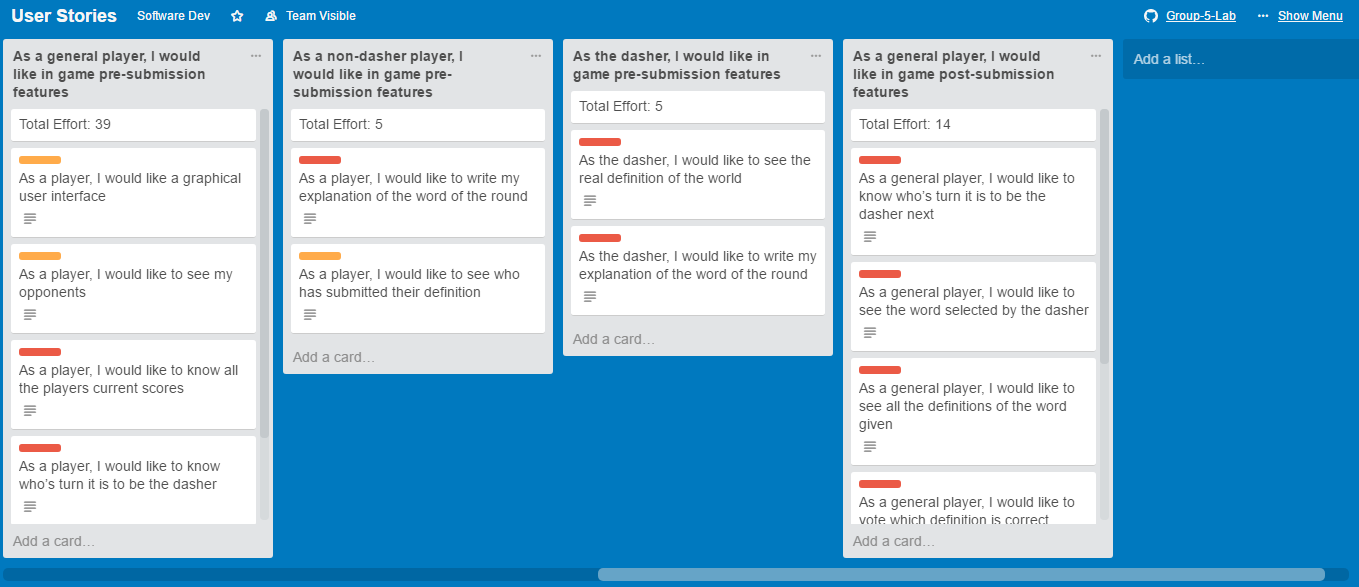 User Stories Software Dev Team Visible Group-5-Lab Show Menu
As a general player, I would
like in game pre-submission
features
Total Effort: 39
As a player, I would like a graphical
user interface
As a player, I would like to see my
opponents
As a player, I would like to know all
the players current scores
As a player, I would like to know
who's turn it is to be the dasher
Add a card…
As a non-dasher player, I
would like in game pre-
submission features
Total Effort: 5
As a player, I would like to write my
explanation of the word of the round
As a player, I would like to see who
has submitted their definition
Add a card…
As the dasher, I would like in
game pre-submission features
Total Effort: 5
As the dasher, I would like to see the
real definition of the world
As the dasher, I would like to write my
explanation of the word of the round
Add a card…
As a general player, I would
like in game post-submission
features
Total Effort: 14
As a general player, I would like to
know who's turn it is to be the
dasher next
As a general player, I would like to
see the word selected by the dasher
As a general player, I would like to
see all the definitions of the word
given
As a general player, I would like to
vote which definition is correct
Add a card…
Add a list…